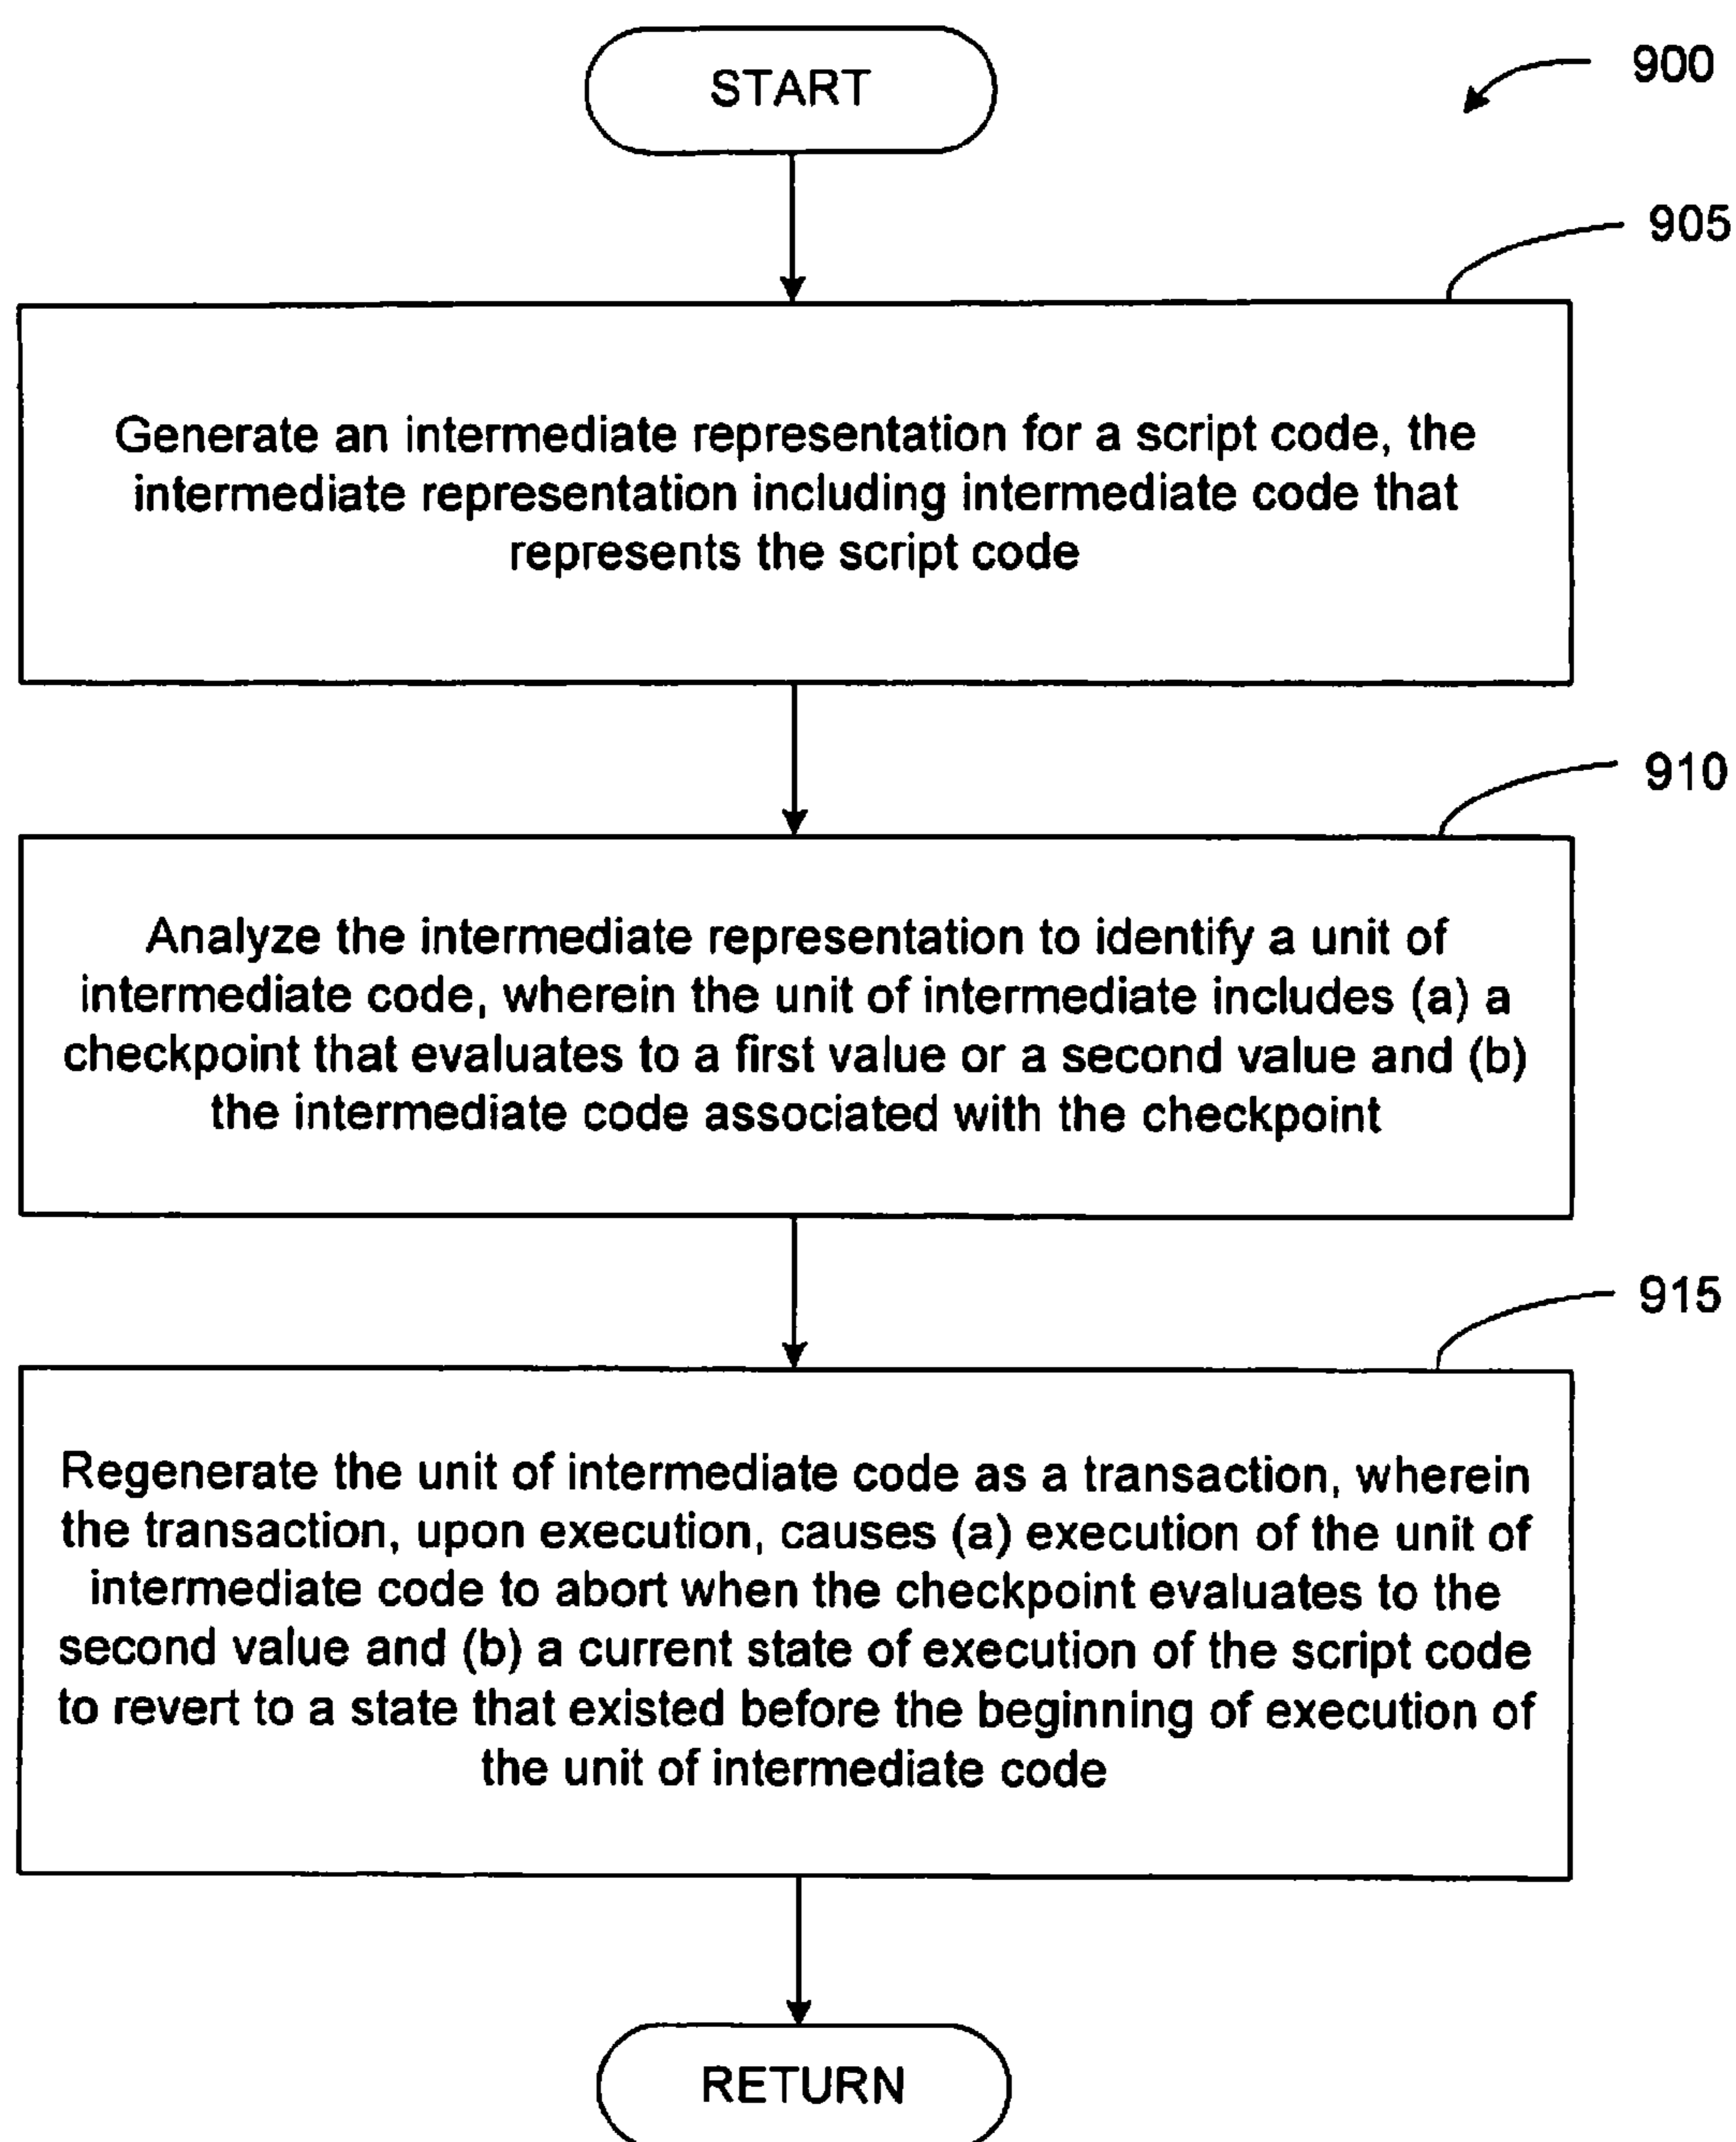 START
900
905
Generate an intermediate representation for a script code, the
intermediate representation including intermediate code that
represents the script code
910
Analyze the intermediate representation to identify a unit of
intermediate code, wherein the unit of intermediate includes (a) a
checkpoint that evaluates to a first value or a second value and (b)
the intermediate code associated with the checkpoint
915
Regenerate the unit of intermediate code as a transaction, wherein
the transaction, upon execution, causes (a) execution of the unit of
intermediate code to abort when the checkpoint evaluates to the
second value and (b) a current state of execution of the script code
to revert to a state that existed before the beginning of execution of
the unit of intermediate code
RETURN